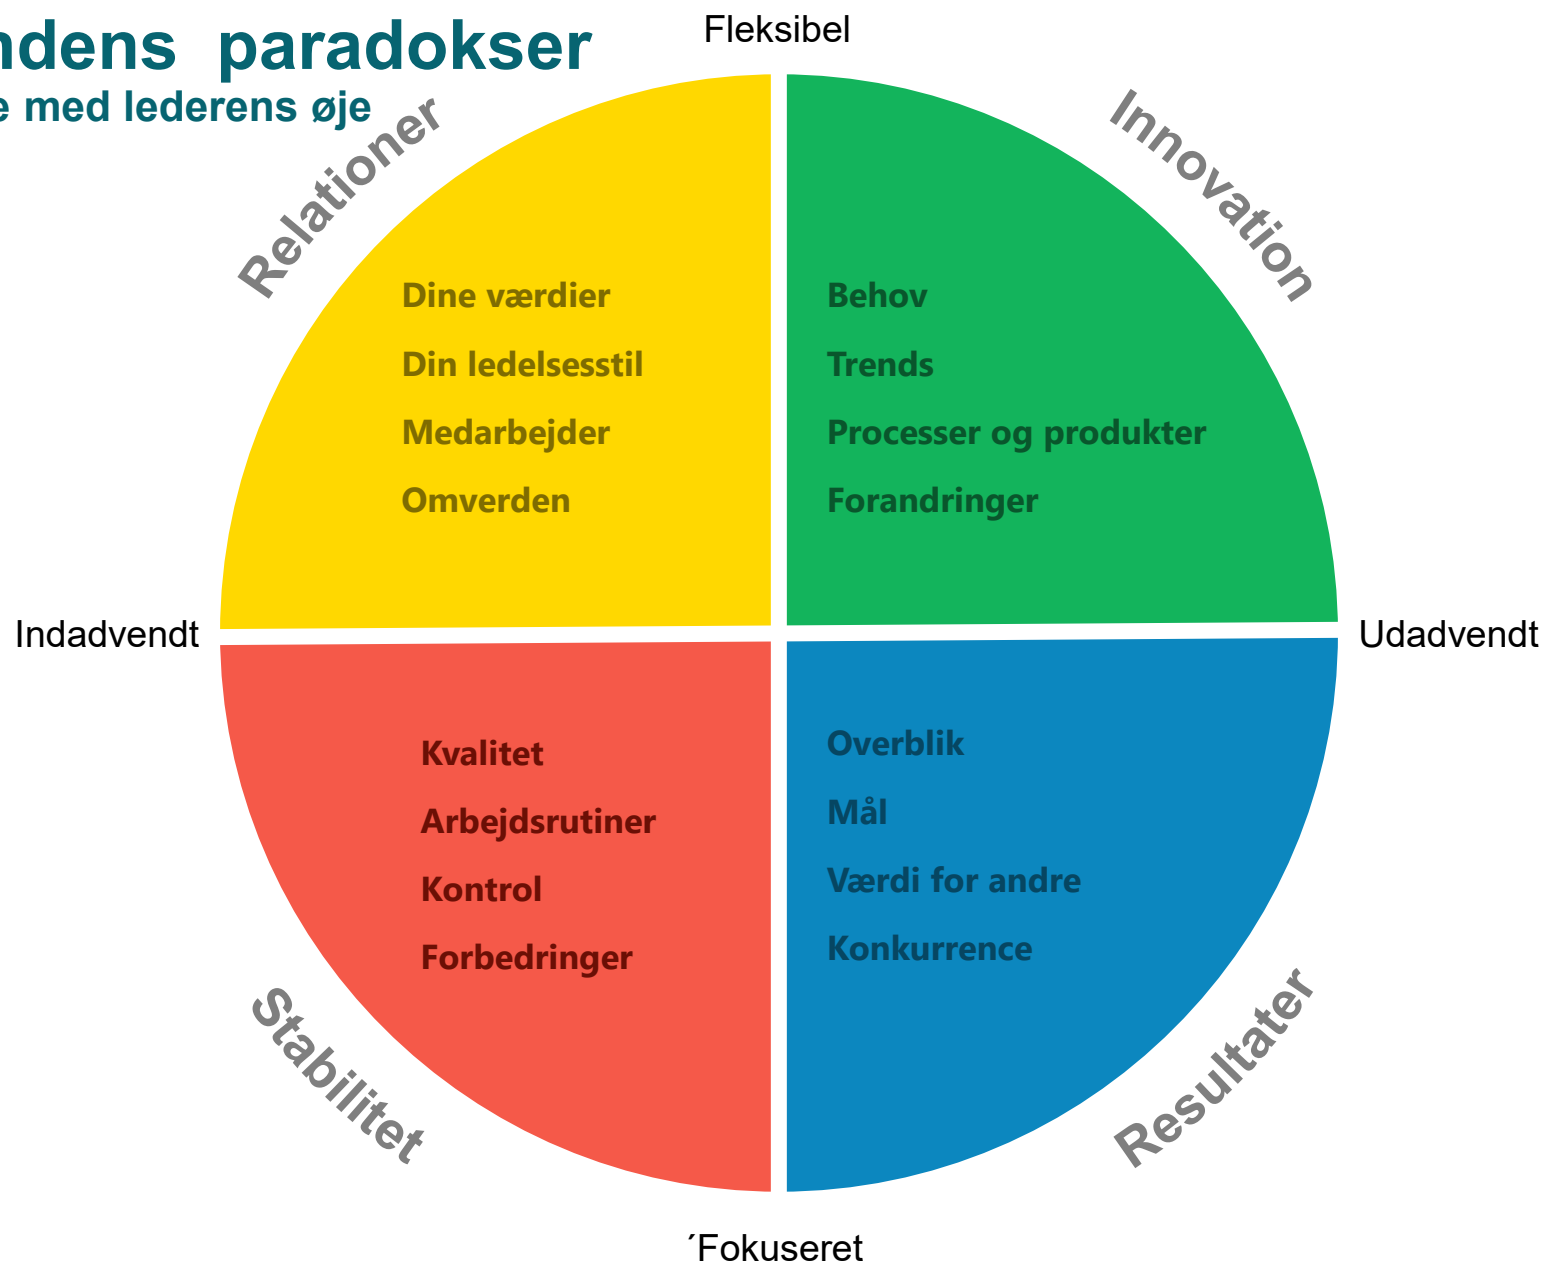 ndens paradokser
e med lederens øje
Fleksibel
Relationer
Innovation
Dine værdier
Din ledelsesstil
Medarbejder
Omverden
Behov
Trends
Processer og produkter
Forandringer
Indadvendt
Udadvendt
Kvalitet
Arbejdsrutiner
Kontrol
Forbedringer
Overblik
Mål
Værdi for andre
Konkurrence
Stabilitet
Resultater
´Fokuseret